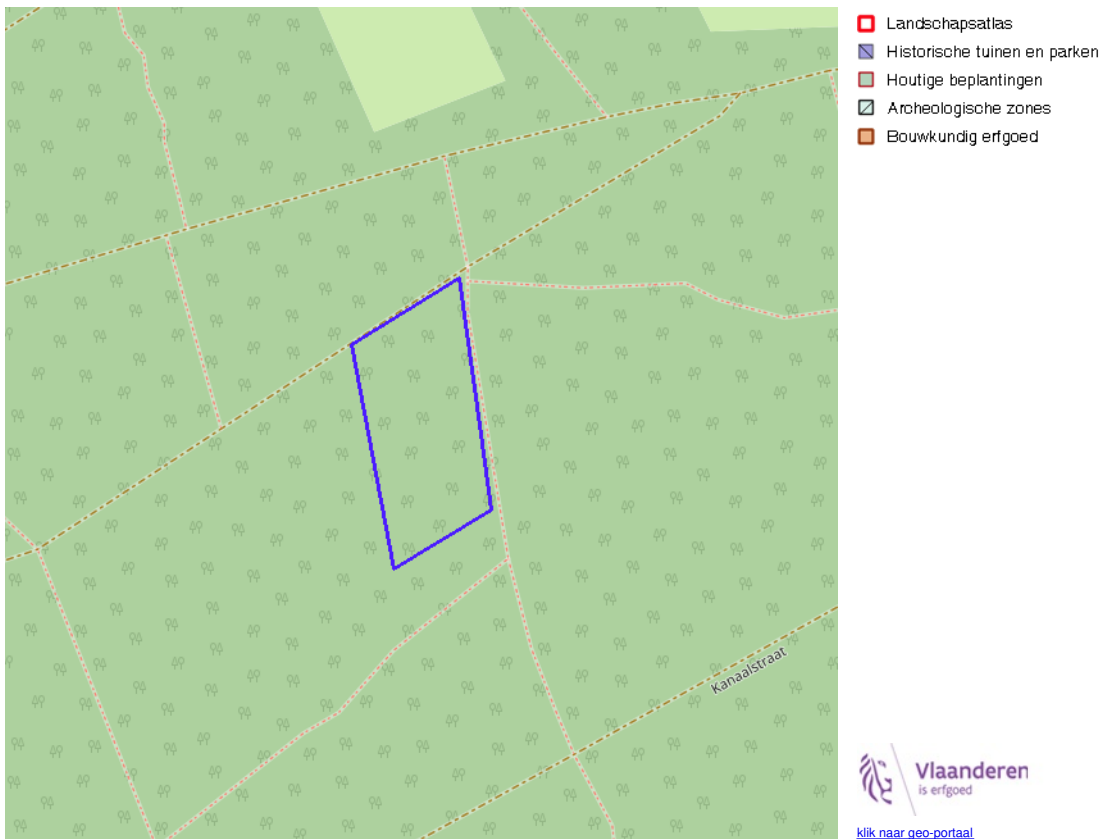 Landschapsatlas
Historische tuinen en parken
Houtige beplantingen
Archeologische zones
Bouwkundig erfgoed
Kanaalstraat
Vlaanderen
is erfgoed
klik naar geo-portaal